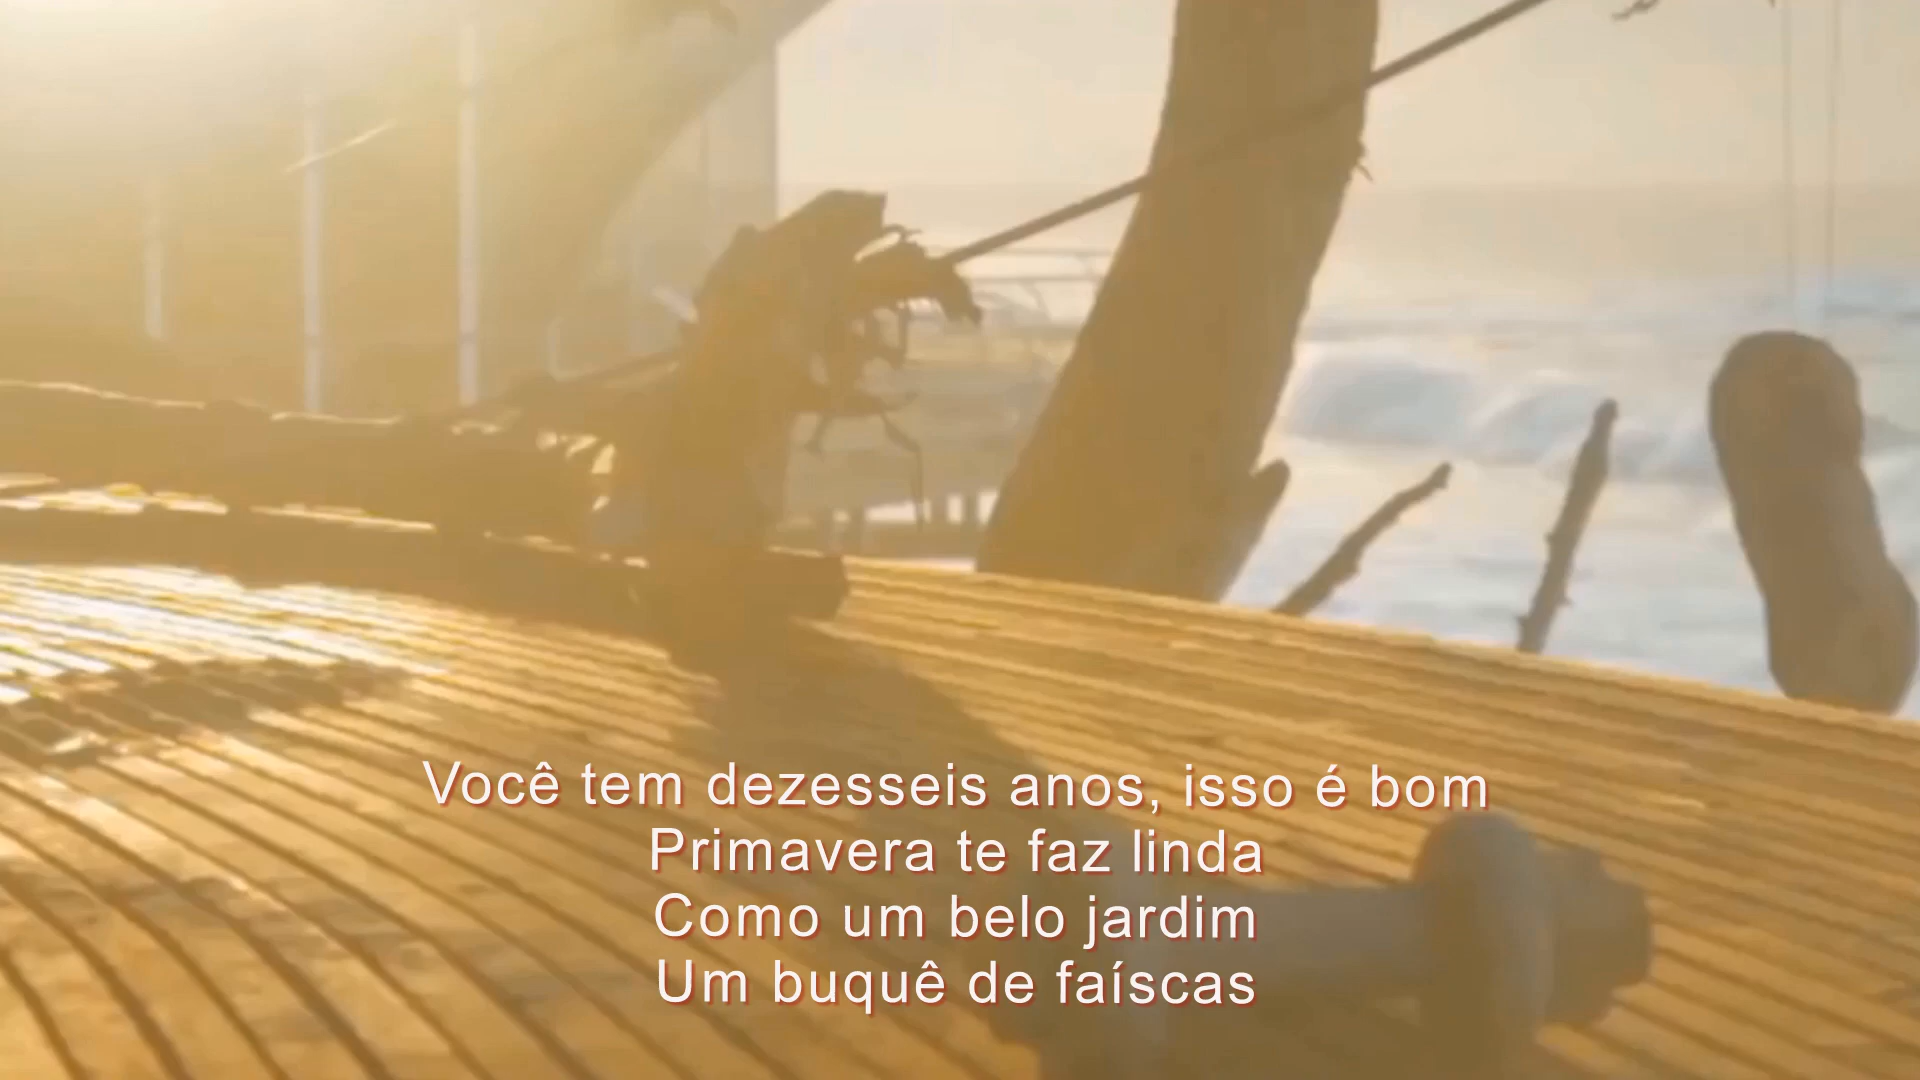 Você tem dezesseis anos, isso é bom
Primavera te faz linda
Como um belo jardim
Um buquê de faíscas